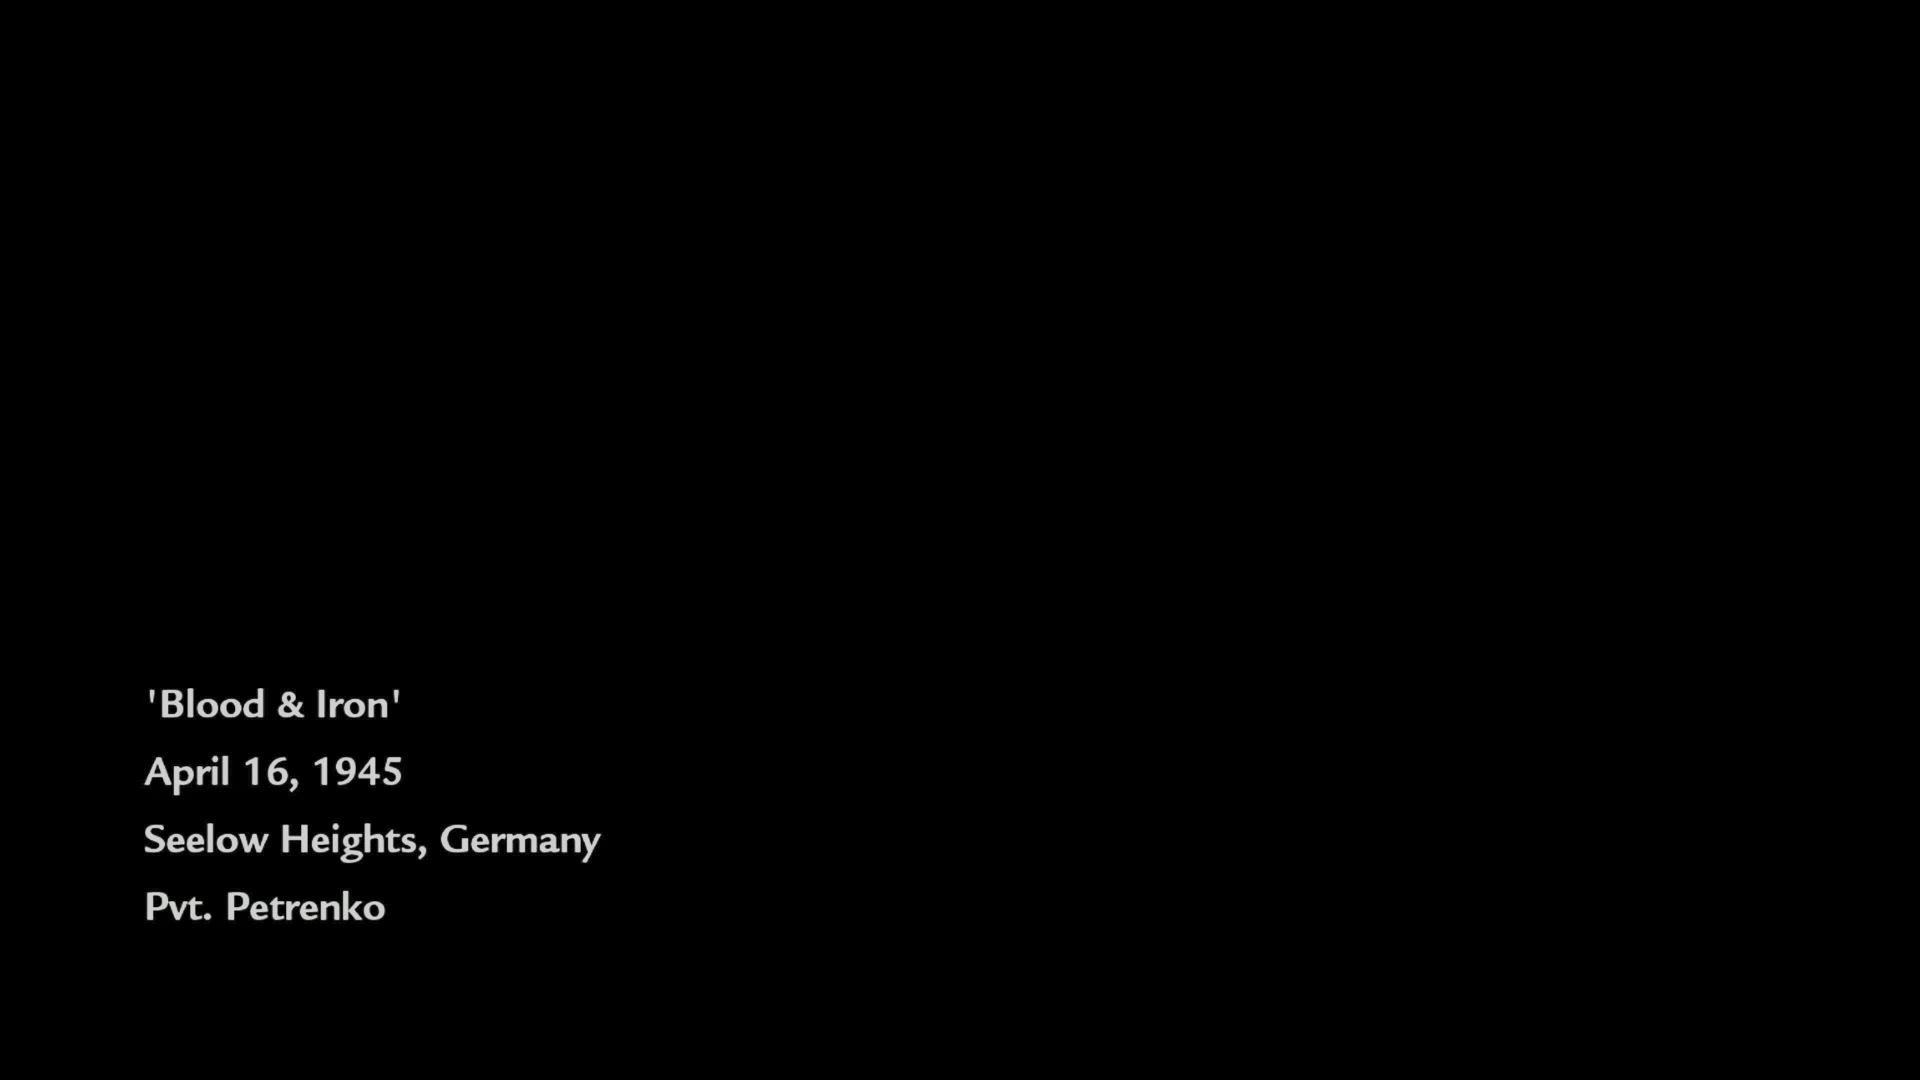 'Blood & Iron'
April 16, 1945
Seelow Heights, Germany
Pvt. Petrenko